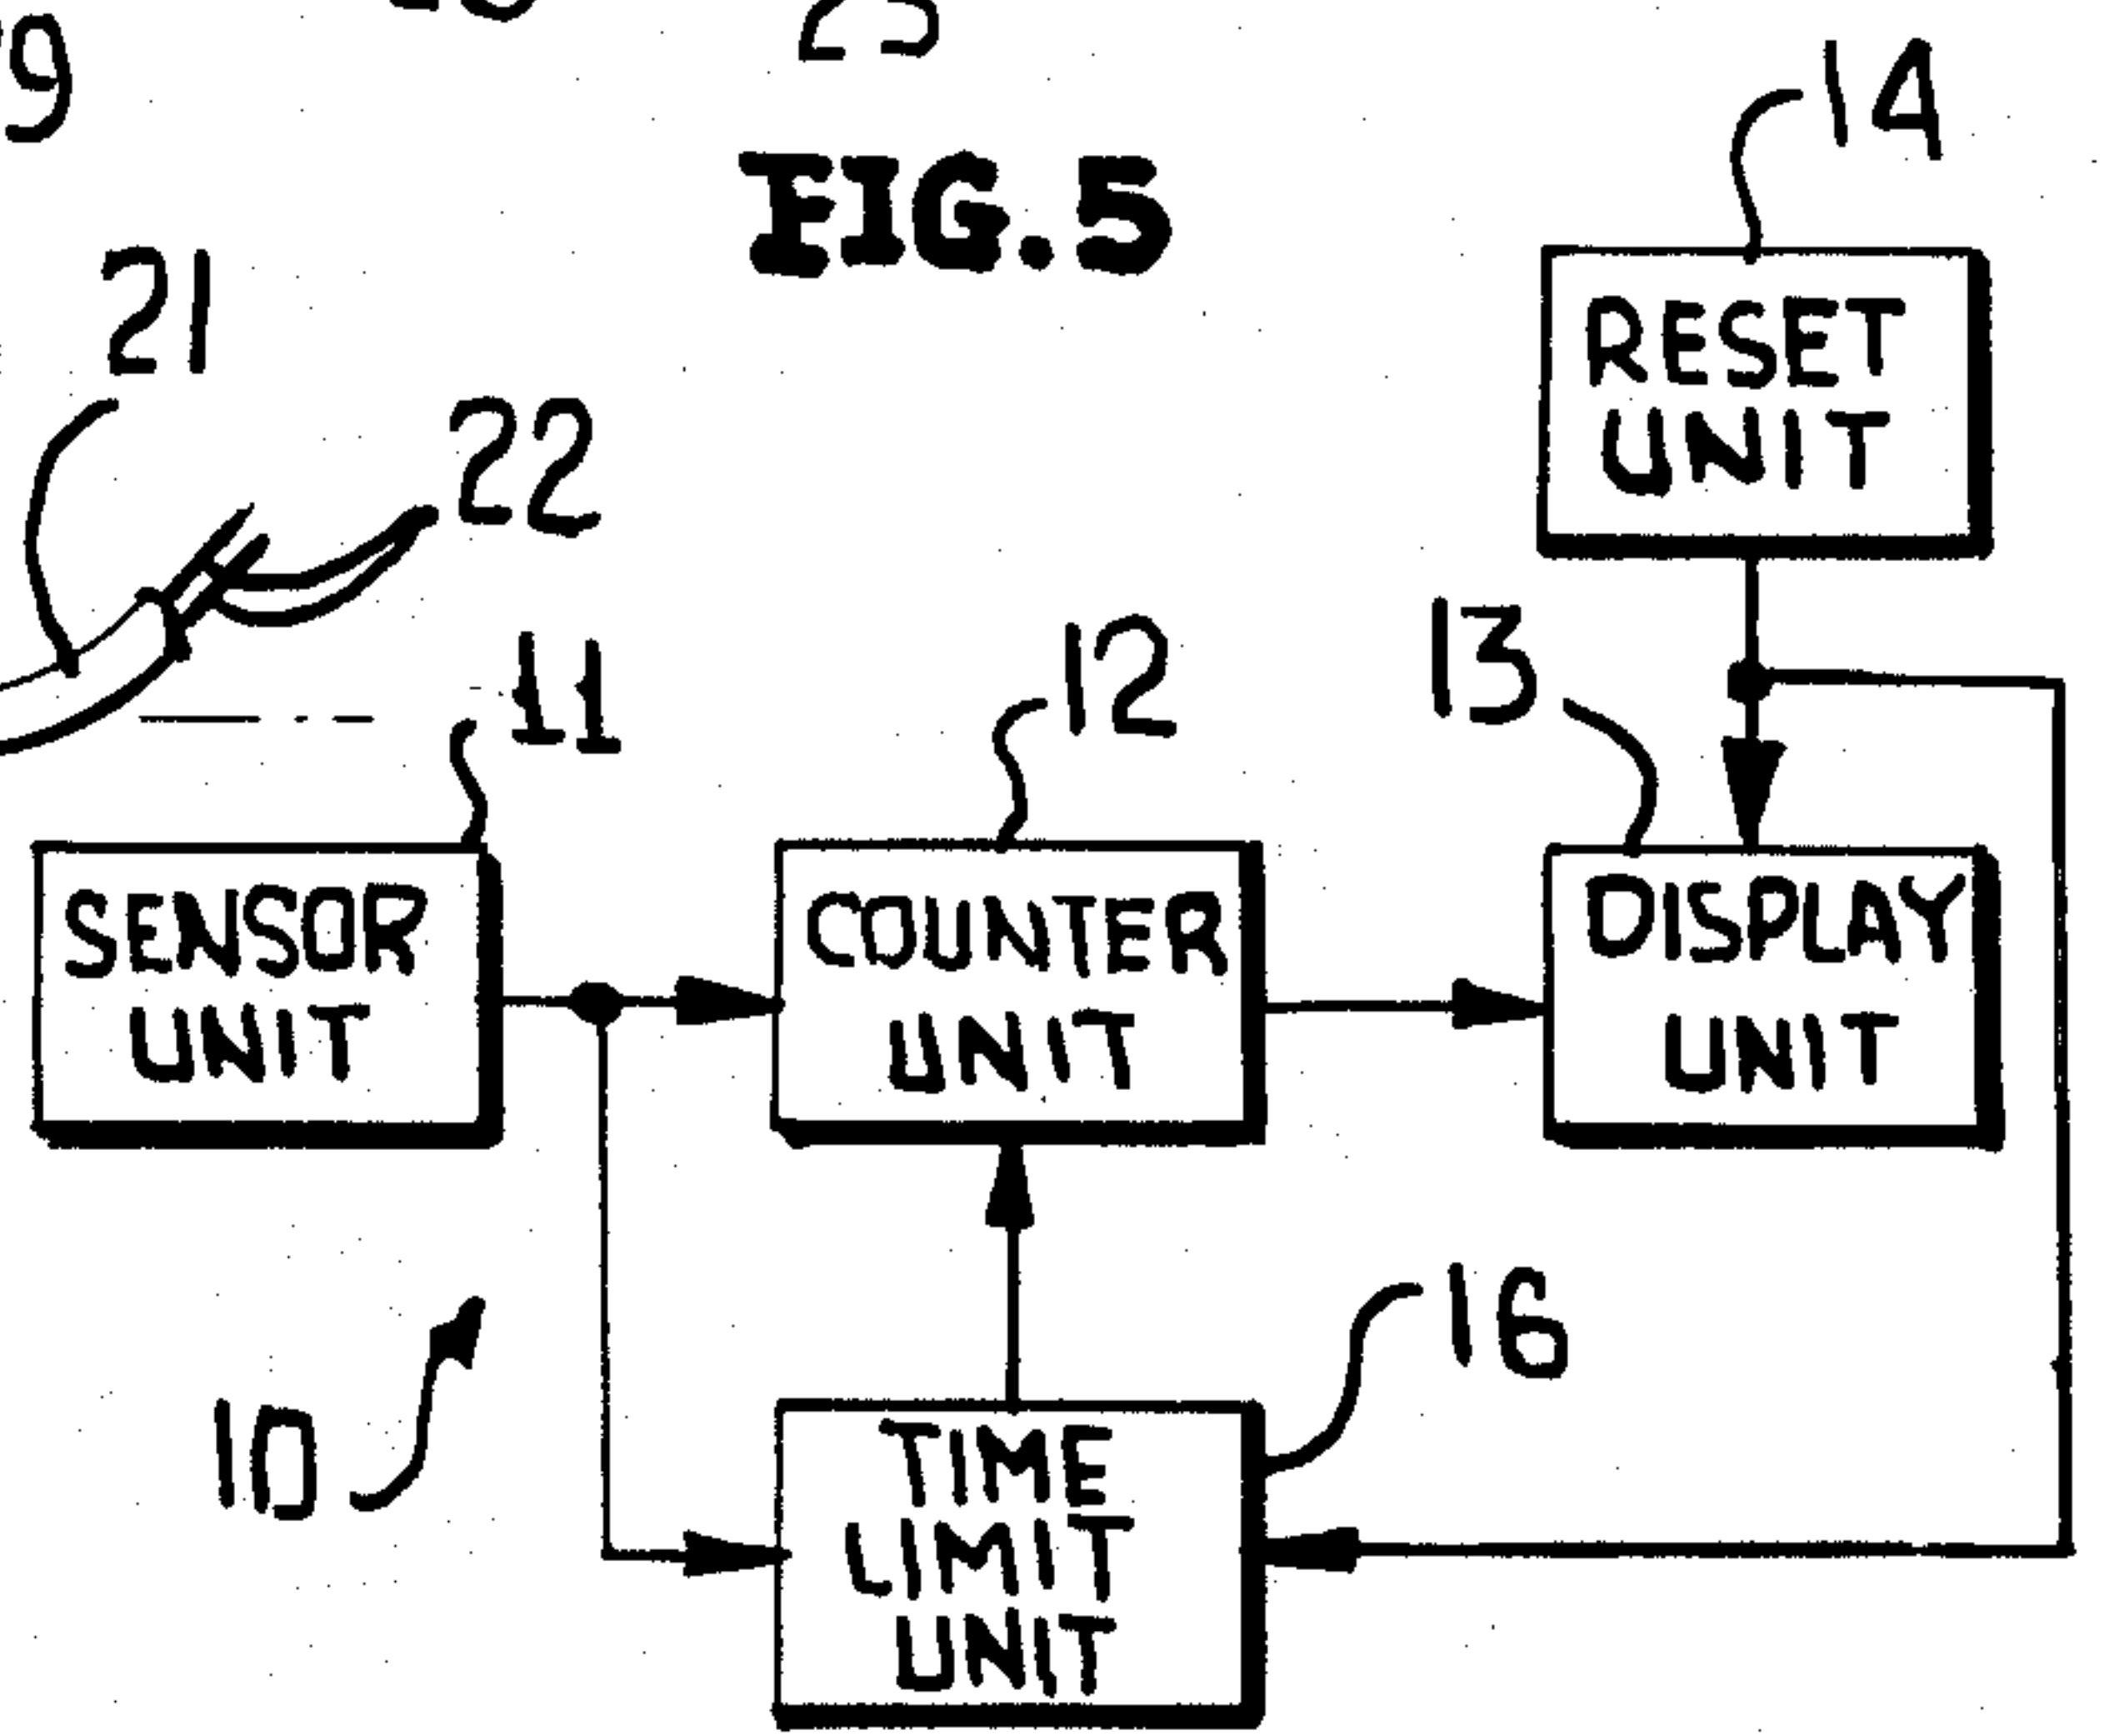 19
FIG.5
14
21
RESET
UNIT
22
11
12
13
SENSOR
UNIT
COUNTER
UNIT
DISPLAY
UNIT
16
10
TIME
LIMIT
UNIT